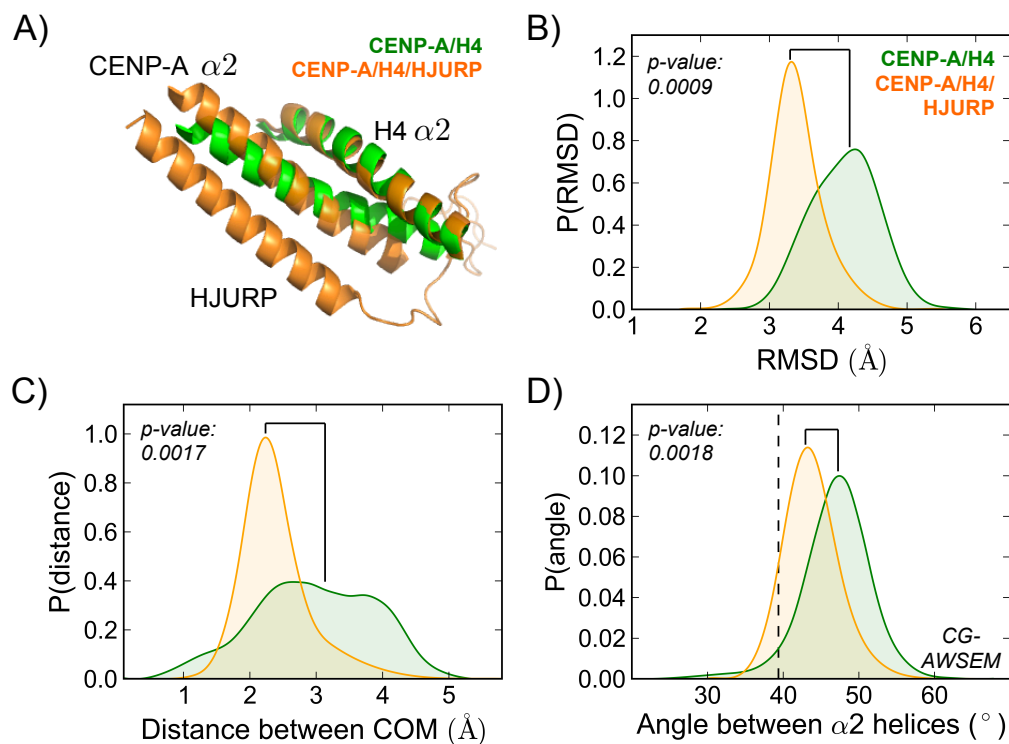 A)
CENP-A/H4
CENP-A/H4/HJURP
CENP-A α2
H4 α2
HJURP
B)
p-value:
0.0009
CENP-A/H4
CENP-A/H4/
HJURP
P(RMSD)
1.2
1.0
0.8
0.6
0.4
0.2
0.0
1 2 3 4 5 6
RMSD (Å)
C)
p-value:
0.0017
P(distance)
1.0
0.8
0.6
0.4
0.2
0.0
1 2 3 4 5
Distance between COM (Å)
D)
p-value:
0.0018
P(angle)
0.12
0.10
0.08
0.06
0.04
0.02
0.00
30 40 50 60
CG-
AWSEM
Angle between α2 helices (°)